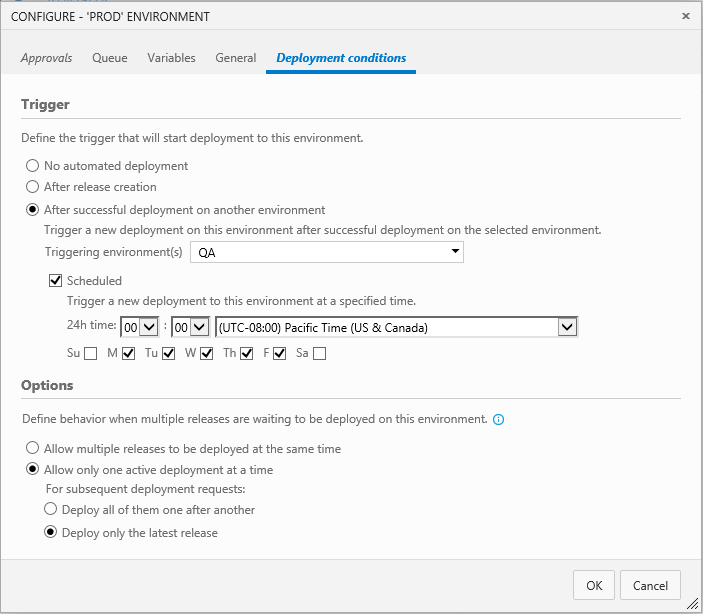 CONFIGURE - 'PROD' ENVIRONMENT
Approvals Queue Variables General Deployment conditions
Trigger
Define the trigger that will start deployment to this environment.
No automated deployment
After release creation
After successful deployment on another environment
Trigger a new deployment on this environment after successful deployment on the selected environment.
Triggering environment(s) QA
Scheduled
Trigger a new deployment to this environment at a specified time.
24h time: 00 : 00 (UTC-08:00) Pacific Time (US & Canada)
Su M Tu W Th F Sa
Options
Define behavior when multiple releases are waiting to be deployed on this environment.
Allow multiple releases to be deployed at the same time
Allow only one active deployment at a time
For subsequent deployment requests:
Deploy all of them one after another
Deploy only the latest release
OK Cancel